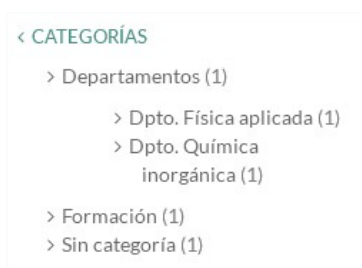 < CATEGORÍAS
> Departamentos (1)
> Dpto. Física aplicada (1)
> Dpto. Química
inorgánica (1)
> Formación (1)
> Sin categoría (1)